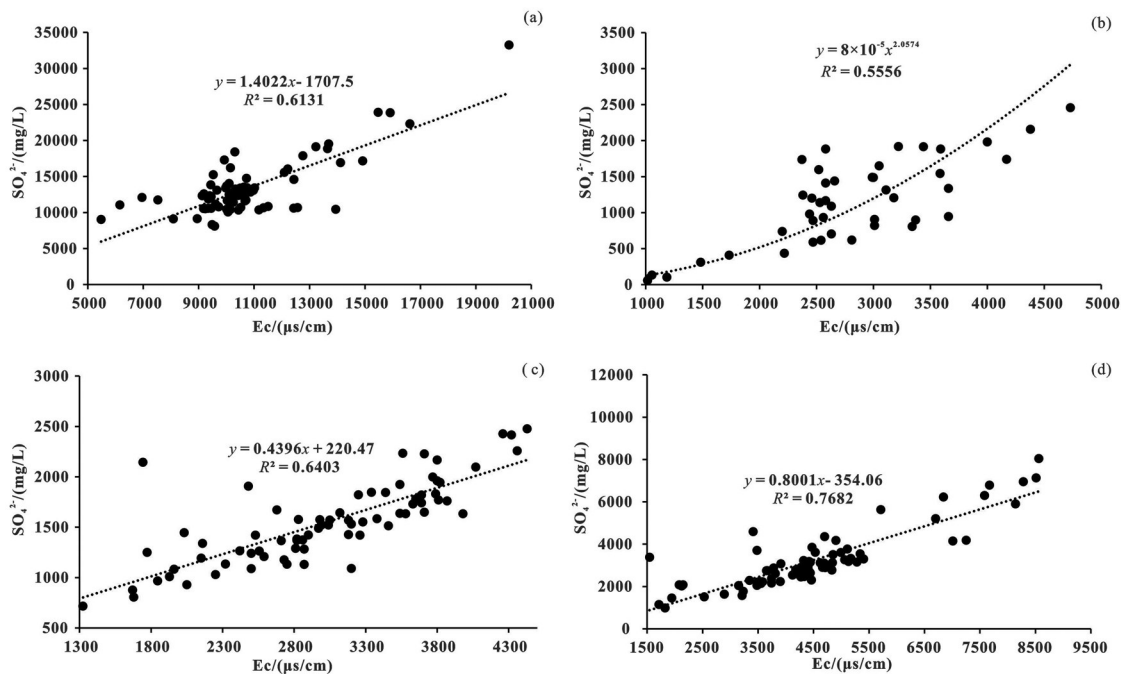 (a)
35000
30000
25000
20000
15000
10000
5000
0
SO₄²⁻/(mg/L)
y = 1.4022x- 1707.5
R² = 0.6131
5000 7000 9000 11000 13000 15000 17000 19000 21000
Ec/(μs/cm)
(b)
3500
3000
2500
2000
1500
1000
500
0
SO₄²⁻/(mg/L)
y = 8×10⁻⁵x²·⁰⁵⁷⁴
R² = 0.5556
1000 1500 2000 2500 3000 3500 4000 4500 5000
Ec/(μs/cm)
( c)
3000
2500
2000
1500
1000
500
SO₄²⁻/(mg/L)
y = 0.4396x + 220.47
R² = 0.6403
1300 1800 2300 2800 3300 3800 4300
Ec/(μs/cm)
(d)
12000
10000
8000
6000
4000
2000
0
SO₄²⁻/(mg/L)
y = 0.8001x- 354.06
R² = 0.7682
1500 2500 3500 4500 5500 6500 7500 8500 9500
Ec/(μs/cm)